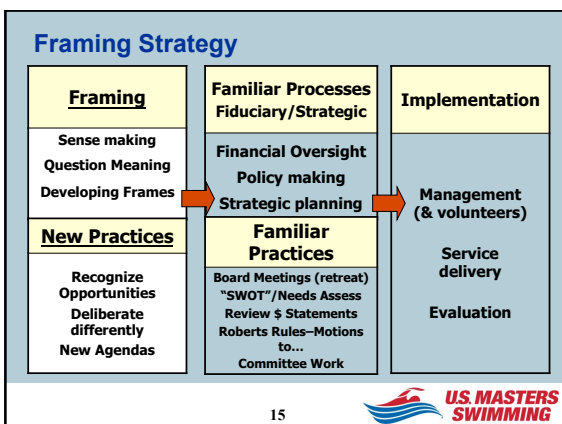 Framing Strategy
Framing
Sense making
Question Meaning
Developing Frames
New Practices
Recognize
Opportunities
Deliberate
differently
New Agendas
Familiar Processes
Fiduciary/Strategic
Financial Oversight
Policy making
Strategic planning
Familiar
Practices
Board Meetings (retreat)
“SWOT”/Needs Assess
Review $ Statements
Roberts Rules–Motions
to...
Committee Work
Implementation
Management
(& volunteers)
Service
delivery
Evaluation
15
U.S. MASTERS
SWIMMING